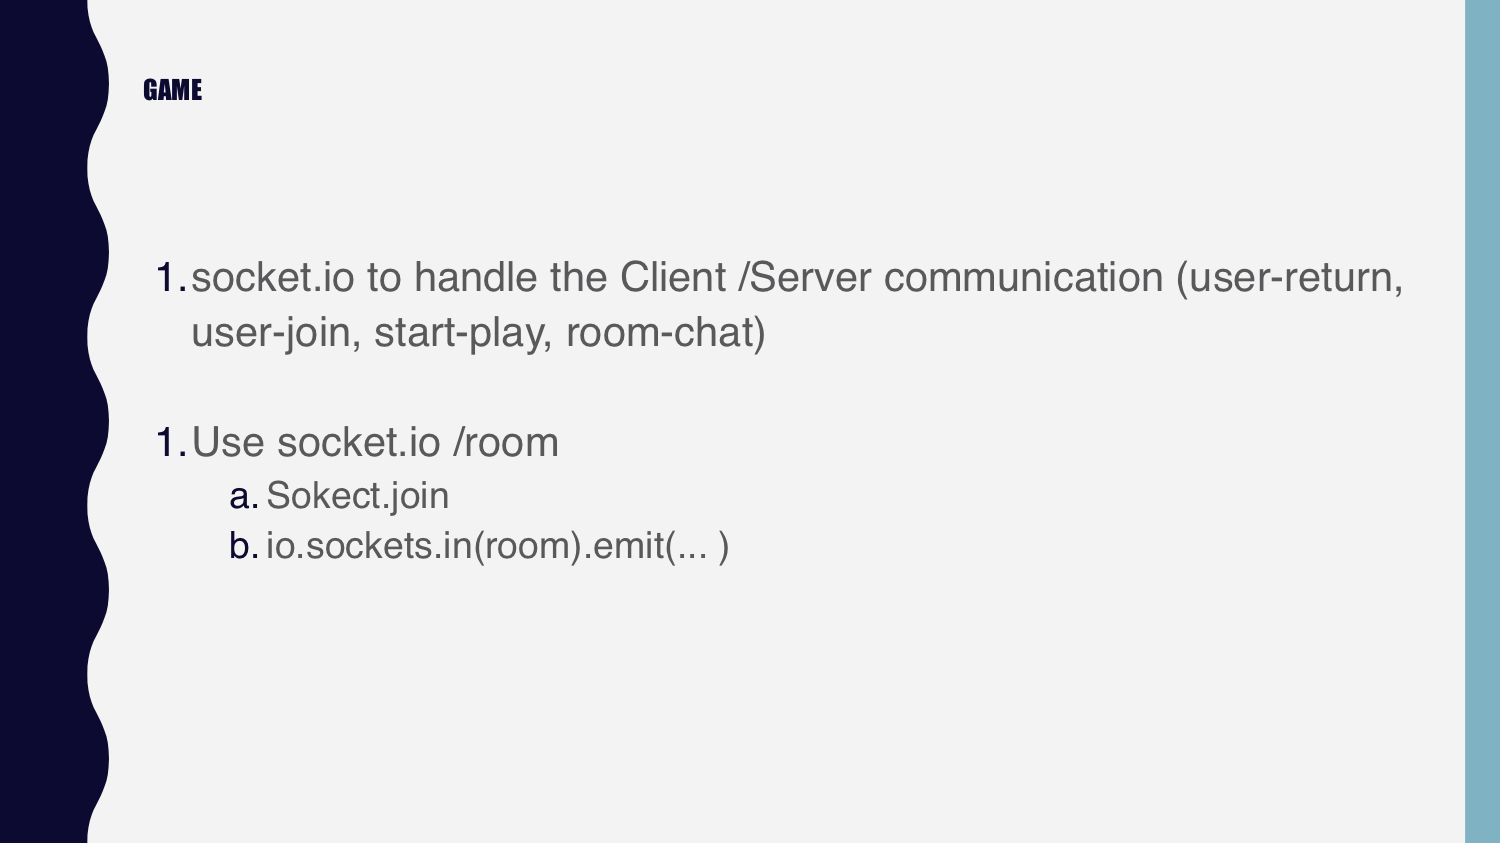 GAME
1. socket.io to handle the Client /Server communication (user-return,
user-join, start-play, room-chat)
1. Use socket.io /room
a. Sokect.join
b. io.sockets.in(room).emit(... )